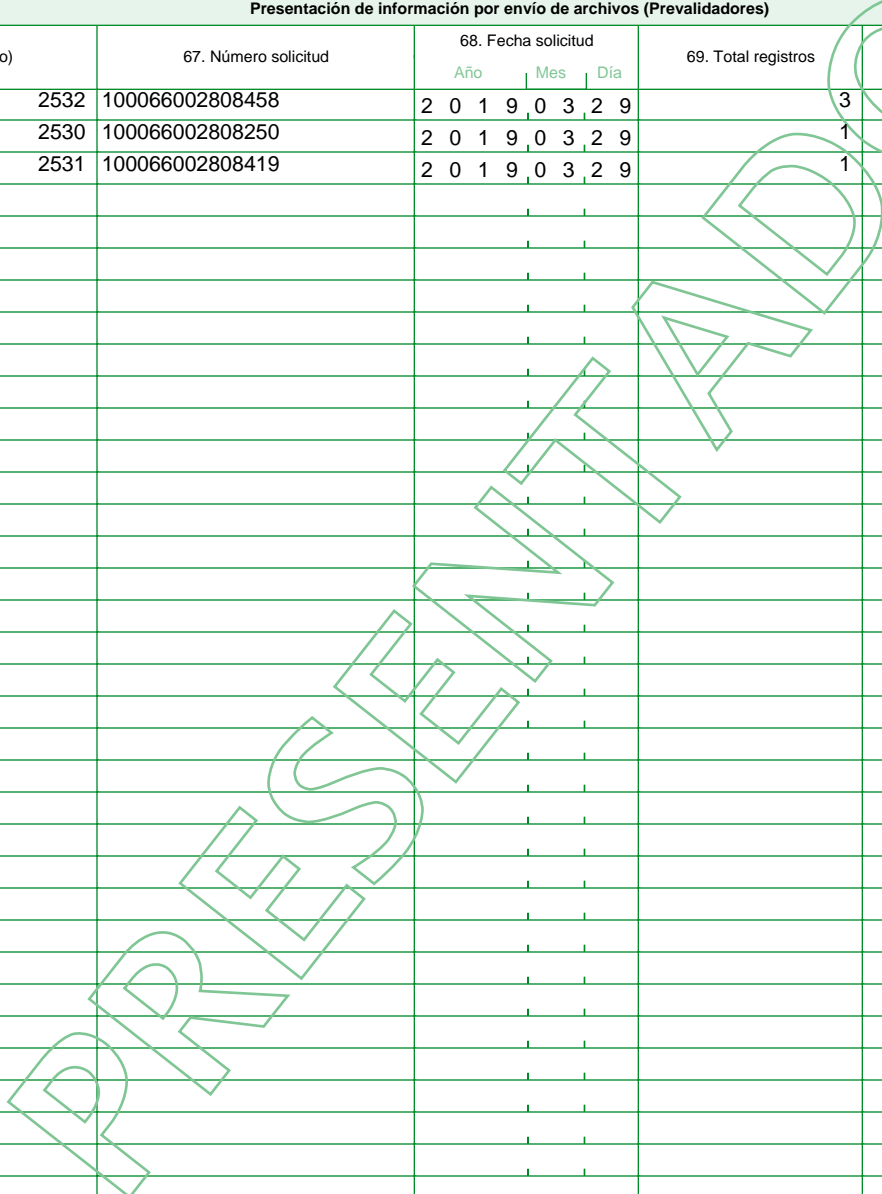 Presentación de información por envío de archivos (Prevalidadores)
o) 67. Número solicitud 68. Fecha solicitud 69. Total registros
Año Mes Día
2532 100066002808458 2 0 1 9 0 3 2 9 3
2530 100066002808250 2 0 1 9 0 3 2 9 1
2531 100066002808419 2 0 1 9 0 3 2 9 1
PRESENTADO